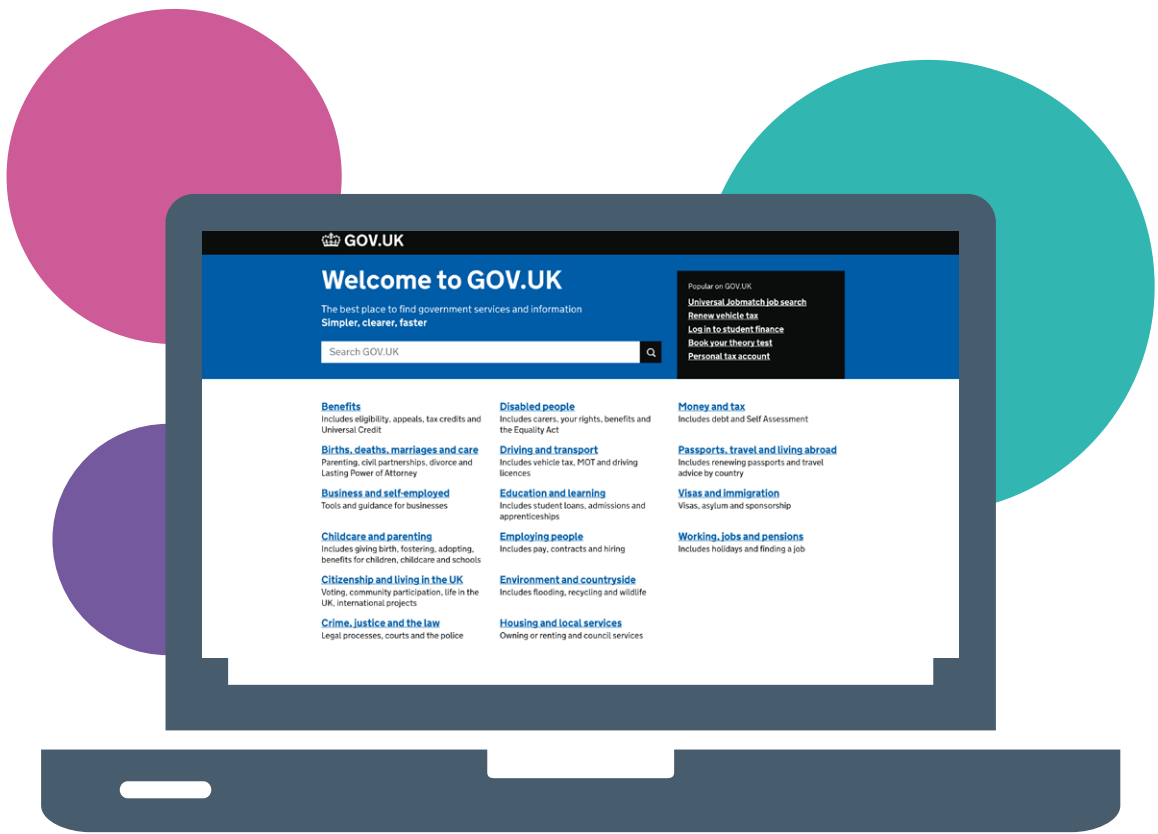 GOV.UK
Welcome to GOV.UK
The best place to find government services and information
Simpler, clearer, faster
Search GOV.UK
Popular on GOV.UK
Universal Jobmatch job search
Renew vehicle tax
Log in to student finance
Book your theory test
Personal tax account
Benefits
Includes eligibility, appeals, tax credits and
Universal Credit
Births, deaths, marriages and care
Parenting, civil partnerships, divorce and
Lasting Power of Attorney
Business and self-employed
Tools and guidance for businesses
Childcare and parenting
Includes giving birth, fostering, adopting,
benefits for children, childcare and schools
Citizenship and living in the UK
Voting, community participation, life in the
UK, international projects
Crime, justice and the law
Legal processes, courts and the police
Disabled people
Includes carers, your rights, benefits and
the Equality Act
Driving and transport
Includes vehicle tax, MOT and driving
licences
Education and learning
Includes student loans, admissions and
apprenticeships
Employing people
Includes pay, contracts and hiring
Environment and countryside
Includes flooding, recycling and wildlife
Housing and local services
Owning or renting and council services
Money and tax
Includes debt and Self Assessment
Passports, travel and living abroad
Includes renewing passports and travel
advice by country
Visas and immigration
Visas, asylum and sponsorship
Working, jobs and pensions
Includes holidays and finding a job